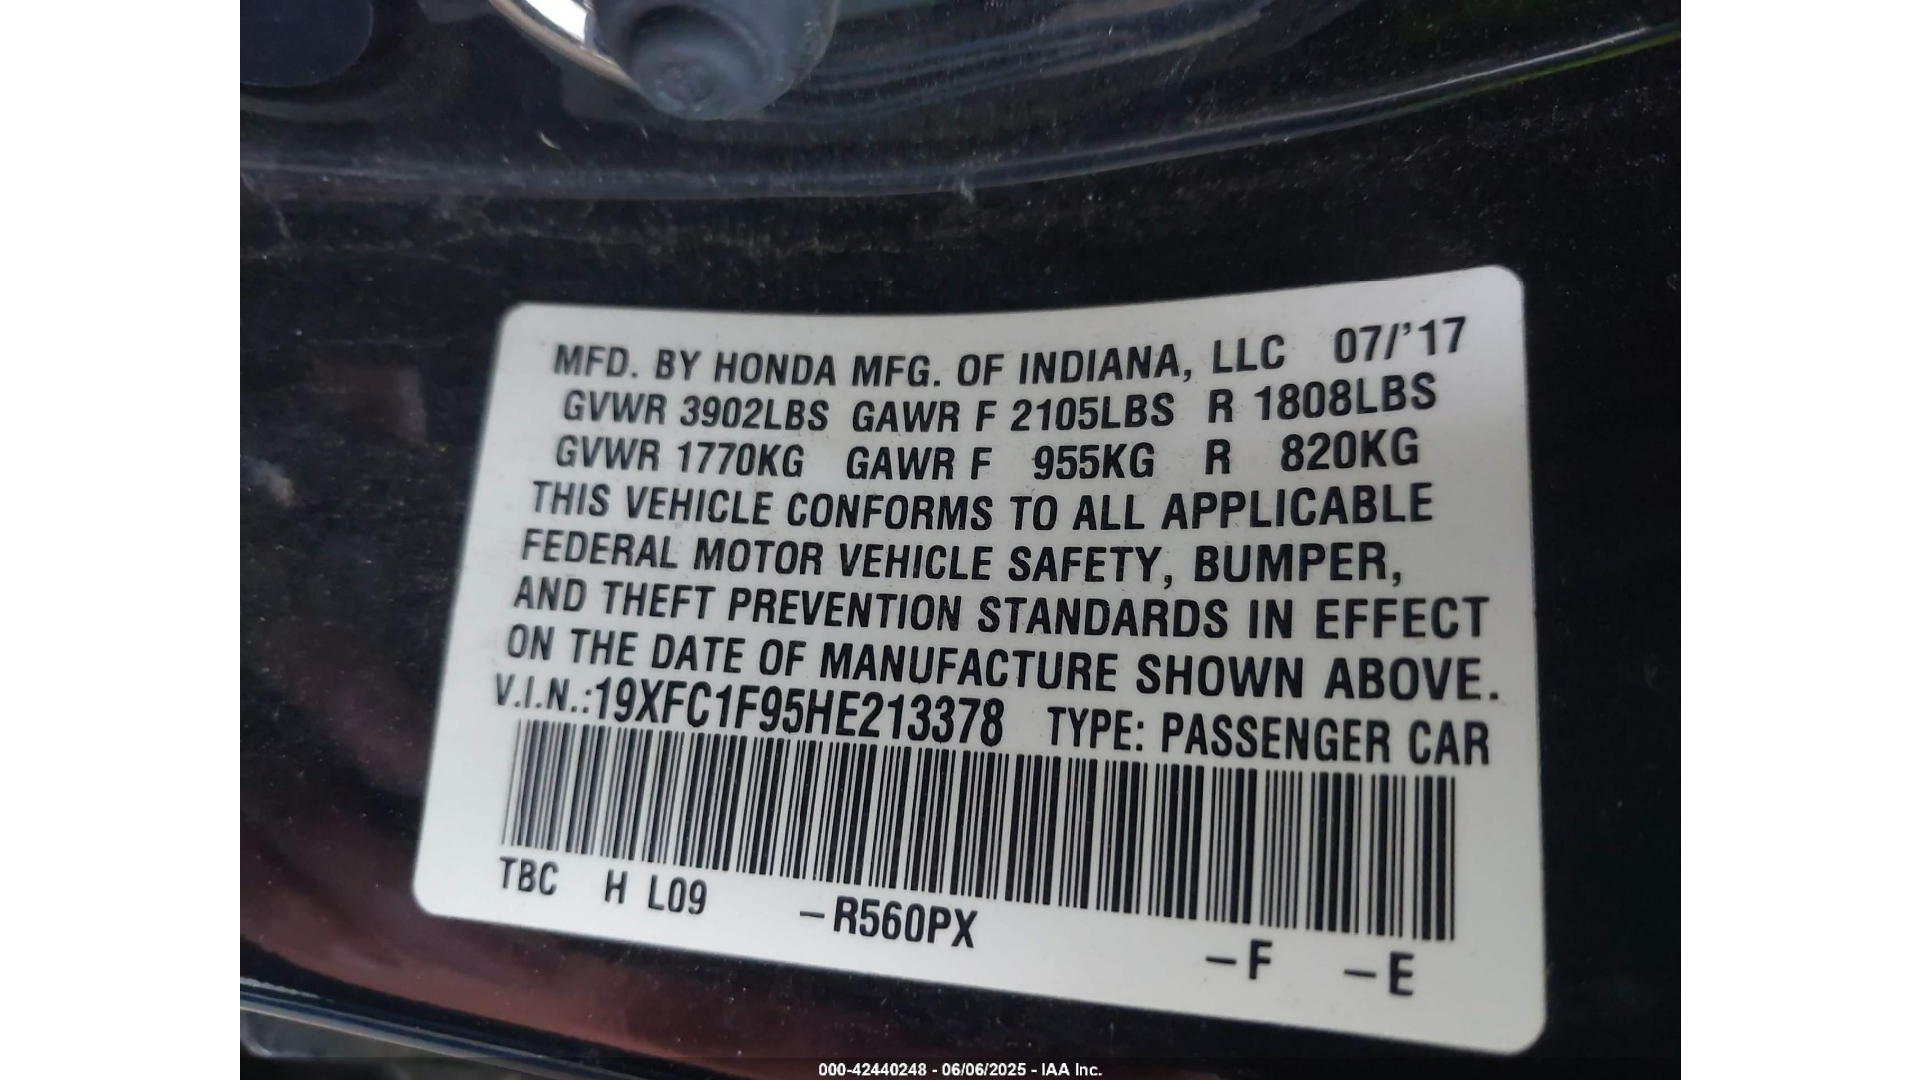 MFD. BY HONDA MFG. OF INDIANA, LLC 07/'17
GVWR 3902LBS GAWR F 2105LBS R 1808LBS
GVWR 1770KG GAWR F 955KG R 820KG
THIS VEHICLE CONFORMS TO ALL APPLICABLE
FEDERAL MOTOR VEHICLE SAFETY, BUMPER,
AND THEFT PREVENTION STANDARDS IN EFFECT
ON THE DATE OF MANUFACTURE SHOWN ABOVE.
V.I.N.:19XFC1F95HE213378 TYPE: PASSENGER CAR
TBC H L09 –R560PX –F –E
000-42440248 - 06/06/2025 - IAA Inc.